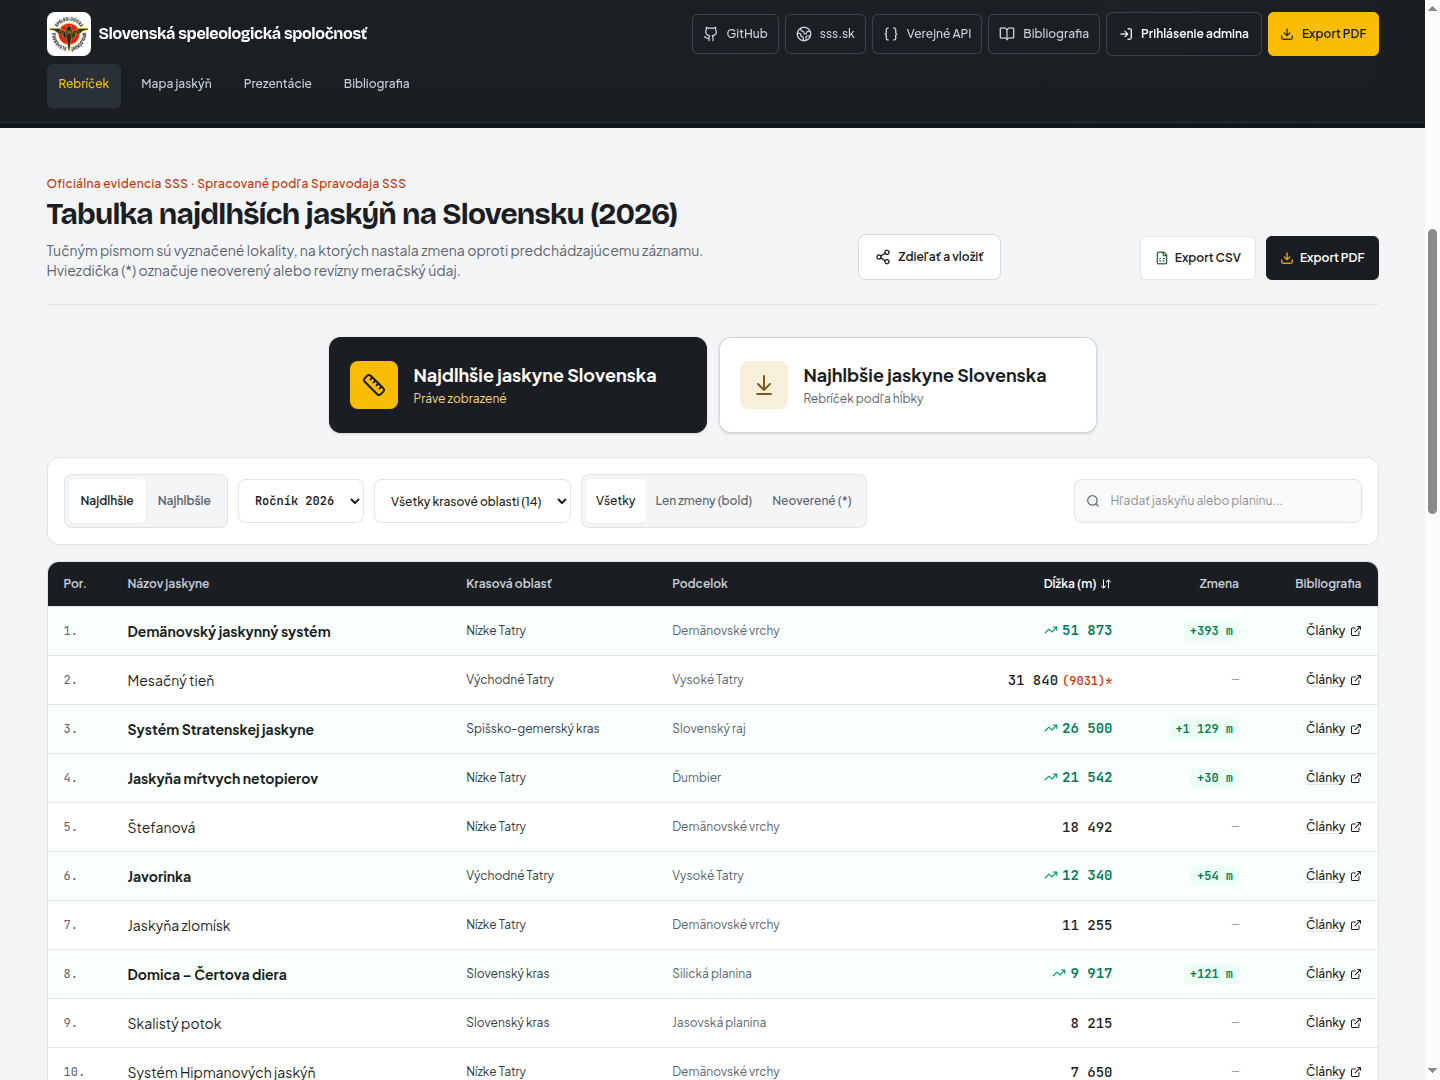 Slovenská speleologická spoločnosť
GitHub
sss.sk
Verejné API
Bibliografia
Prihlásenie admina
Export PDF
Rebríček
Mapa jaskýň
Prezentácie
Bibliografia
Oficiálna evidencia SSS · Spracované podľa Spravodaja SSS
Tabuľka najdlhších jaskýň na Slovensku (2026)
Tučným písmom sú vyznačené lokality, na ktorých nastala zmena oproti predchádzajúcemu záznamu.
Hviezdička (*) označuje neoverený alebo revízny meračský údaj.
Zdieľať a vložiť
Export CSV
Export PDF
Najdlhšie jaskyne Slovenska
Práve zobrazené
Najhlbšie jaskyne Slovenska
Rebríček podľa hĺbky
Najdlhšie
Najhlbšie
Ročník 2026
Všetky krasové oblasti (14)
Všetky
Len zmeny (bold)
Neoverené (*)
Hľadať jaskyňu alebo planinu...
Por. Názov jaskyne Krasová oblasť Podcelok Dĺžka (m) Zmena Bibliografia
1. Demänovský jaskynný systém Nízke Tatry Demänovské vrchy 51 873 +393 m Články
2. Mesačný tieň Východné Tatry Vysoké Tatry 31 840 (9031)* — Články
3. Systém Stratenskej jaskyne Spišsko-gemerský kras Slovenský raj 26 500 +1 129 m Články
4. Jaskyňa mŕtvych netopierov Nízke Tatry Ďumbier 21 542 +30 m Články
5. Štefanová Nízke Tatry Demänovské vrchy 18 492 — Články
6. Javorinka Východné Tatry Vysoké Tatry 12 340 +54 m Články
7. Jaskyňa zlomísk Nízke Tatry Demänovské vrchy 11 255 — Články
8. Domica – Čertova diera Slovenský kras Silická planina 9 917 +121 m Články
9. Skalistý potok Slovenský kras Jasovská planina 8 215 — Články
10. Systém Hipmanových jaskýň Nízke Tatry Demänovské vrchy 7 650 — Články